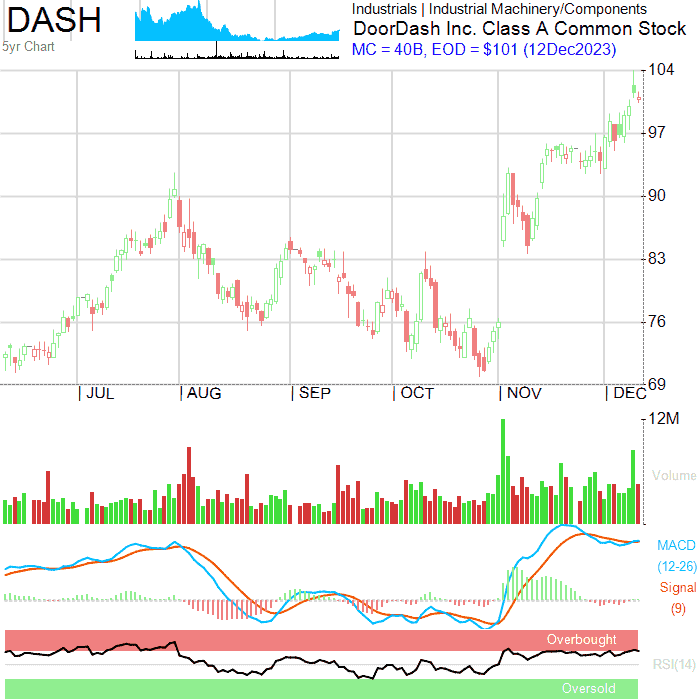 DASH
5yr Chart
Industrials | Industrial Machinery/Components
DoorDash Inc. Class A Common Stock
MC = 40B, EOD = $101 (12Dec2023)
104
97
90
83
76
69
| JUL | AUG | SEP | OCT | NOV | DEC
12M
Volume
MACD
(12-26)
Signal
(9)
Overbought
RSI(14)
Oversold